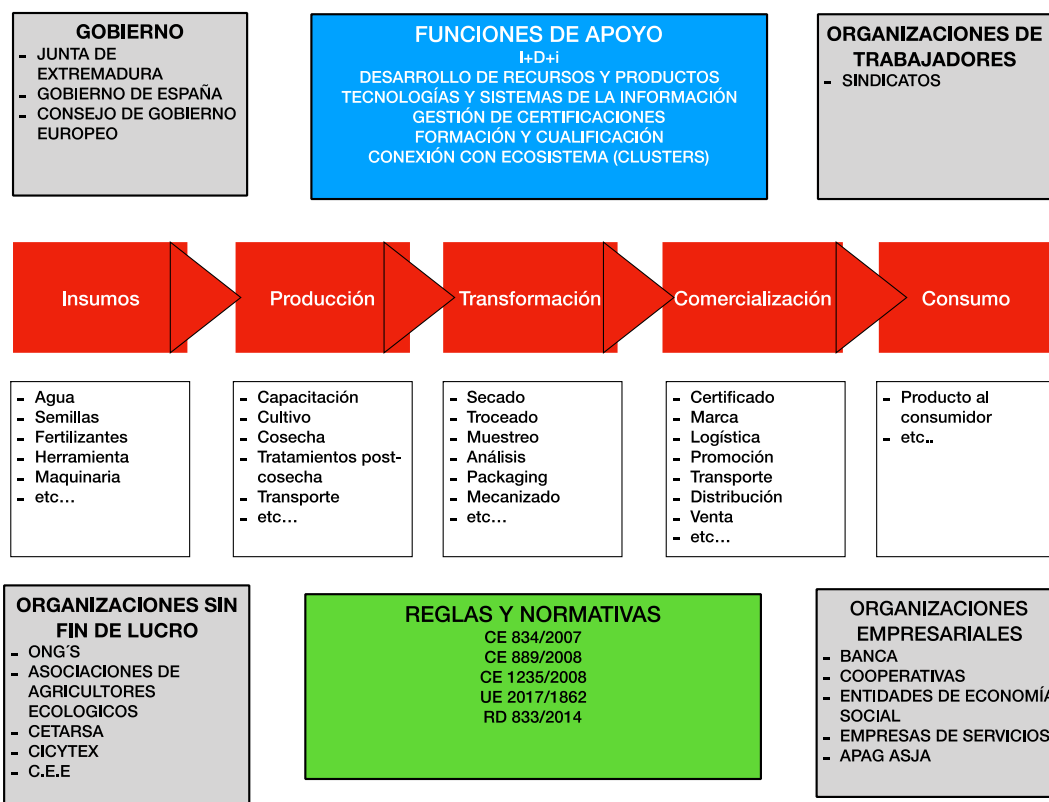 GOBIERNO
- JUNTA DE
EXTREMADURA
- GOBIERNO DE ESPAÑA
- CONSEJO DE GOBIERNO
EUROPEO
FUNCIONES DE APOYO
I+D+i
DESARROLLO DE RECURSOS Y PRODUCTOS
TECNOLOGÍAS Y SISTEMAS DE LA INFORMACIÓN
GESTIÓN DE CERTIFICACIONES
FORMACIÓN Y CUALIFICACIÓN
CONEXIÓN CON ECOSISTEMA (CLUSTERS)
ORGANIZACIONES DE
TRABAJADORES
- SINDICATOS
Insumos
Producción
Transformación
Comercialización
Consumo
- Agua
- Semillas
- Fertilizantes
- Herramienta
- Maquinaria
- etc…
- Capacitación
- Cultivo
- Cosecha
- Tratamientos post-
cosecha
- Transporte
- etc…
- Secado
- Troceado
- Muestreo
- Análisis
- Packaging
- Mecanizado
- etc…
- Certificado
- Marca
- Logística
- Promoción
- Transporte
- Distribución
- Venta
- etc…
- Producto al
consumidor
- etc..
ORGANIZACIONES SIN
FIN DE LUCRO
- ONG´S
- ASOCIACIONES DE
AGRICULTORES
ECOLOGICOS
- CETARSA
- CICYTEX
- C.E.E
REGLAS Y NORMATIVAS
CE 834/2007
CE 889/2008
CE 1235/2008
UE 2017/1862
RD 833/2014
ORGANIZACIONES
EMPRESARIALES
- BANCA
- COOPERATIVAS
- ENTIDADES DE ECONOMÍA
SOCIAL
- EMPRESAS DE SERVICIOS
- APAG ASJA